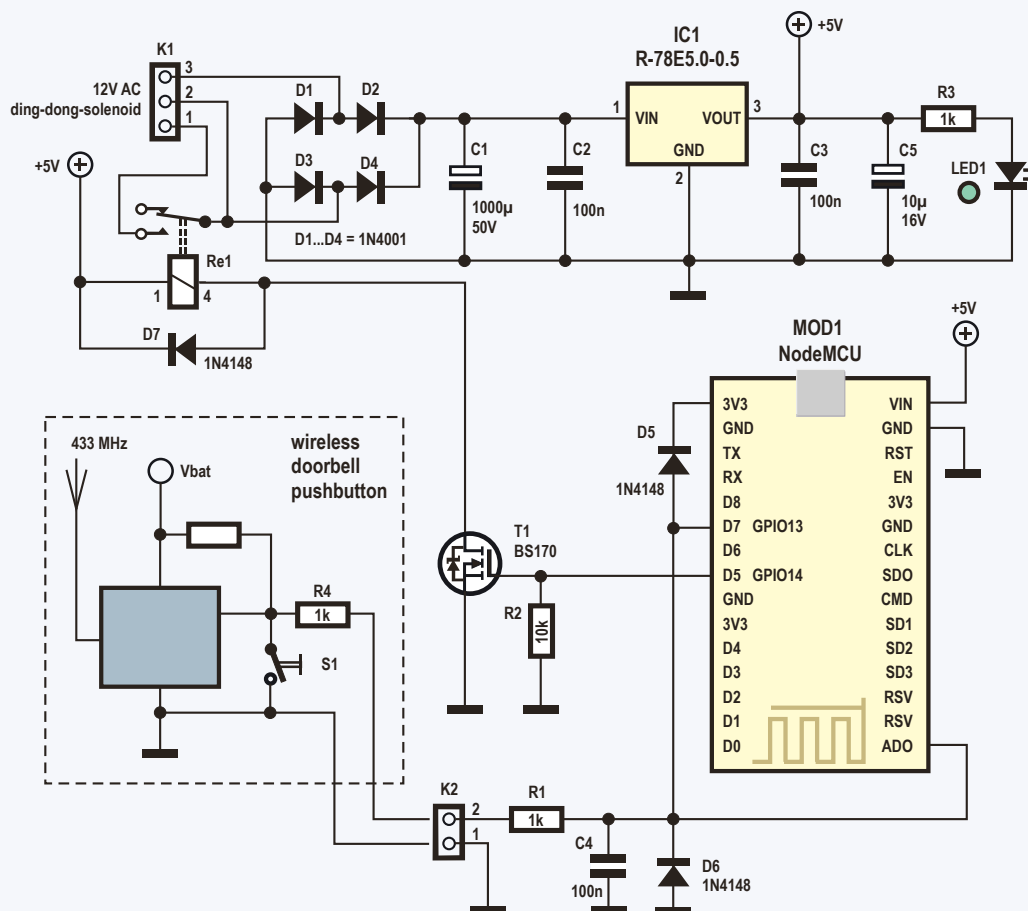 K1
12V AC
ding-dong-solenoid
3
2
1
+5V
D1
D2
D3
D4
D1...D4 = 1N4001
C1
1000µ
50V
C2
100n
IC1
R-78E5.0-0.5
1
VIN
VOUT
3
GND
2
+5V
C3
100n
C5
10µ
16V
R3
1k
LED1
Re1
1
4
D7
1N4148
433 MHz
Vbat
wireless
doorbell
pushbutton
R4
1k
S1
T1
BS170
R2
10k
D5
1N4148
MOD1
NodeMCU
+5V
3V3
GND
TX
RX
D8
D7 GPIO13
D6
D5 GPIO14
GND
3V3
D4
D3
D2
D1
D0
VIN
GND
RST
EN
3V3
GND
CLK
SDO
CMD
SD1
SD2
SD3
RSV
RSV
ADO
K2
2
1
R1
1k
C4
100n
D6
1N4148